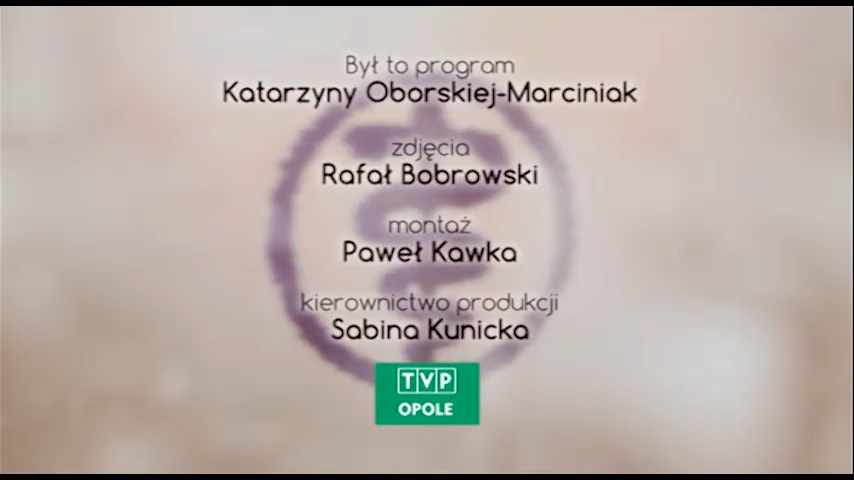 Był to program
Katarzyny Oborskiej-Marciniak
zdjęcia
Rafał Bobrowski
montaż
Paweł Kawka
kierownictwo produkcji
Sabina Kunicka
TVP
OPOLE